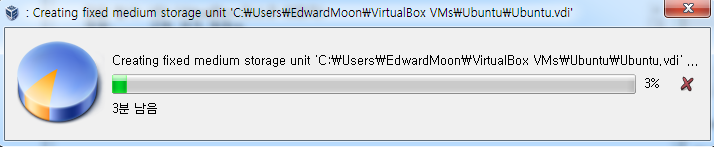 : Creating fixed medium storage unit 'C:₩Users₩EdwardMoon₩VirtualBox VMs₩Ubuntu₩Ubuntu.vdi'
Creating fixed medium storage unit 'C:₩Users₩EdwardMoon₩VirtualBox VMs₩Ubuntu₩Ubuntu.vdi' ...
3%
3분 남음